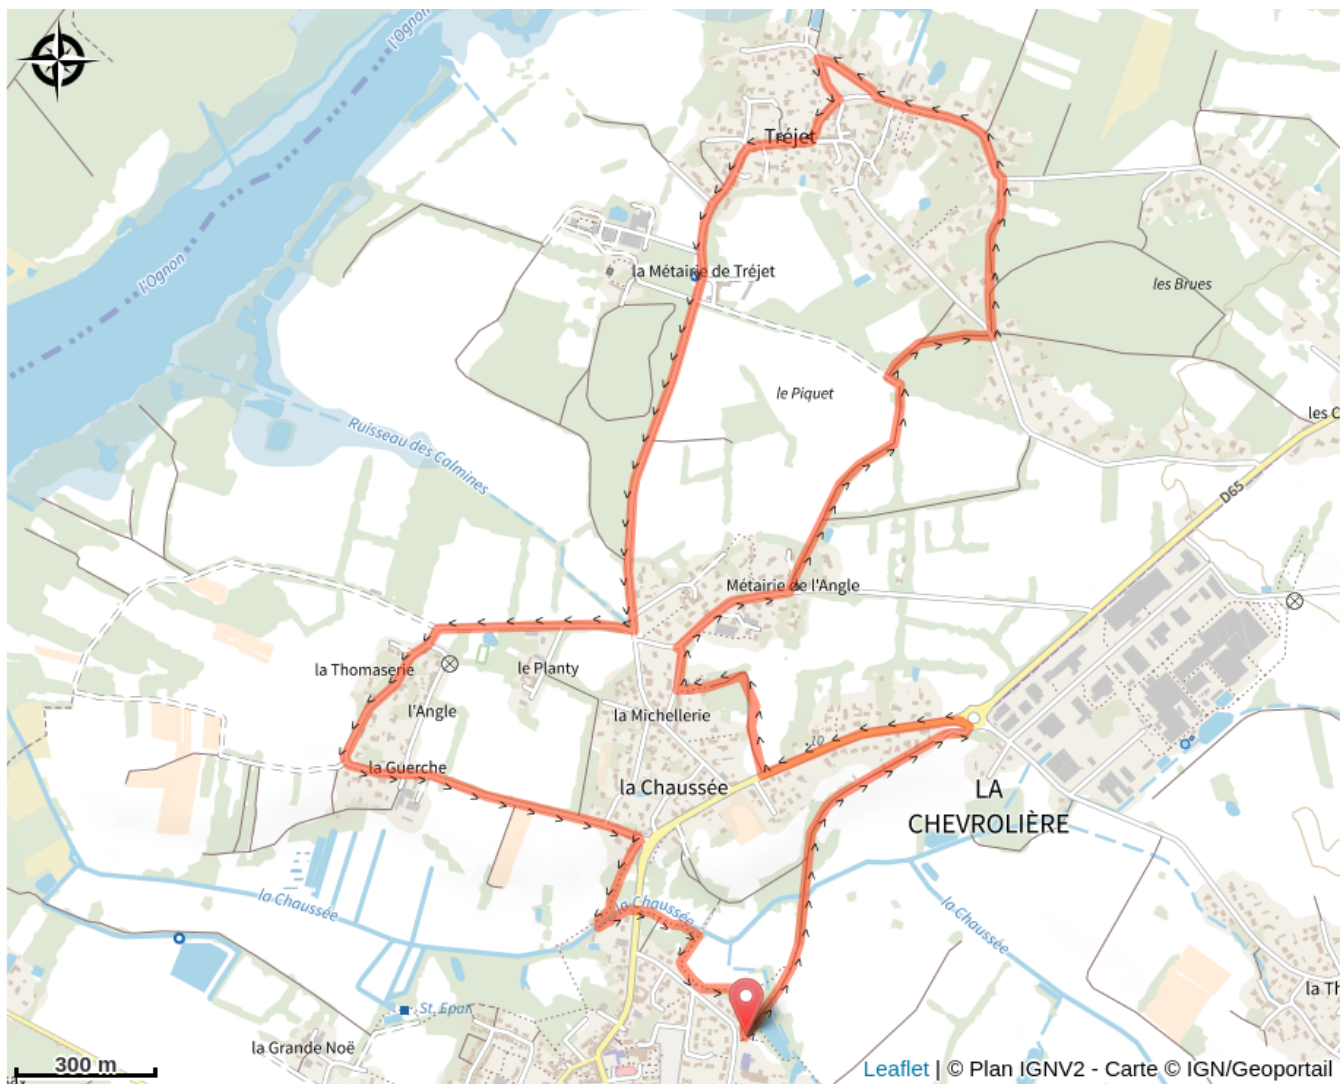 l'Ognon
Tréjet
l'Ognon
la Métairie de Tréjet
les Brues
le Piquet
les C
Ruisseau des Calmines
D65
Métairie de l'Angle
la Thomaserie
le Planty
l'Angle
la Michellerie
10
la Guerche
la Chaussée
LA
CHEVROLIÈRE
la Chaussée
la Chaussée
la Chaussée
la Th
St. Epur.
la Grande Noë
300 m
Leaflet | © Plan IGNV2 - Carte © IGN/Geoportail